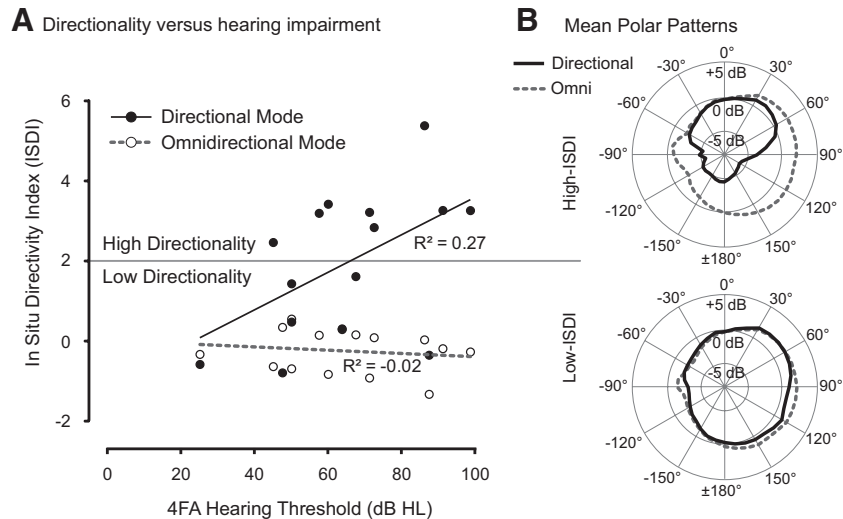 A Directionality versus hearing impairment
In Situ Directivity Index (ISDI)
6
4
2
0
-2
Directional Mode
Omnidirectional Mode
High Directionality
Low Directionality
R² = 0.27
R² = -0.02
0 20 40 60 80 100
4FA Hearing Threshold (dB HL)
B Mean Polar Patterns
Directional
Omni
High-ISDI
0°
-30° 30°
+5 dB
-60° 60°
0 dB
-5 dB
-90° 90°
-120° 120°
-150° 150°
±180°
Low-ISDI
0°
-30° 30°
+5 dB
-60° 60°
0 dB
-5 dB
-90° 90°
-120° 120°
-150° 150°
±180°